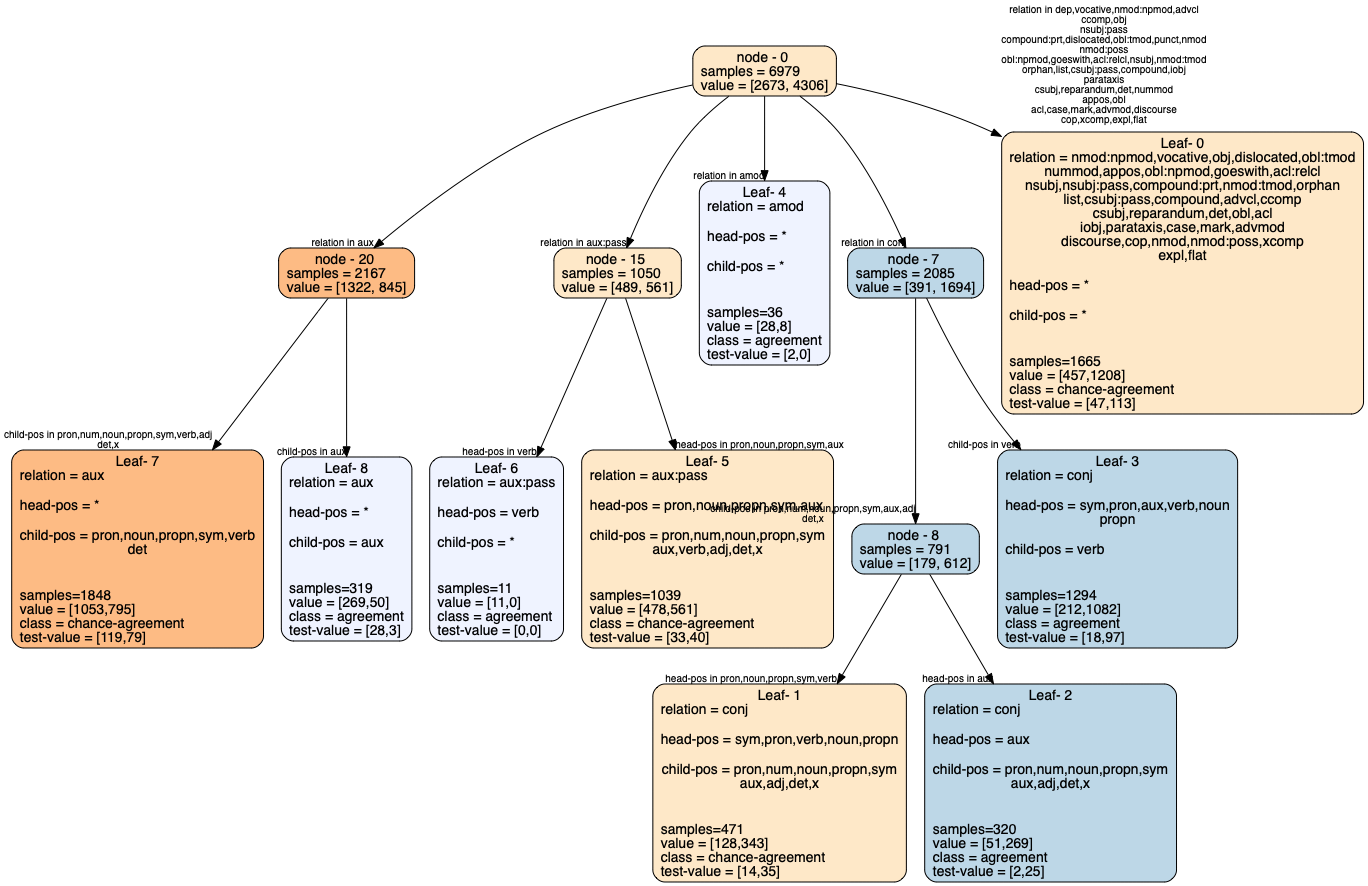 relation in dep,vocative,nmod:npmod,advcl
ccomp,obj
nsubj:pass
compound:prt,dislocated,obl:tmod,punct,nmod
nmod:poss
obl:npmod,goeswith,acl:relcl,nsubj,nmod:tmod
orphan,list,csubj:pass,compound,iobj
parataxis
csubj,reparandum,det,nummod
appos,obl
acl,case,mark,advmod,discourse
cop,xcomp,expl,flat
node - 0
samples = 6979
value = [2673, 4306]
Leaf- 0
relation = nmod:npmod,vocative,obj,dislocated,obl:tmod
nummod,appos,obl:npmod,goeswith,acl:relcl
nsubj,nsubj:pass,compound:prt,nmod:tmod,orphan
list,csubj:pass,compound,advcl,ccomp
csubj,reparandum,det,obl,acl
iobj,parataxis,case,mark,advmod
discourse,cop,nmod,nmod:poss,xcomp
expl,flat
head-pos = *
child-pos = *
samples=1665
value = [457,1208]
class = chance-agreement
test-value = [47,113]
relation in amod
Leaf- 4
relation = amod
head-pos = *
child-pos = *
samples=36
value = [28,8]
class = agreement
test-value = [2,0]
relation in aux
node - 20
samples = 2167
value = [1322, 845]
relation in aux:pass
node - 15
samples = 1050
value = [489, 561]
relation in conj
node - 7
samples = 2085
value = [391, 1694]
child-pos in pron,num,noun,propn,sym,verb,adj
det,x
Leaf- 7
relation = aux
head-pos = *
child-pos = pron,noun,propn,sym,verb
det
samples=1848
value = [1053,795]
class = chance-agreement
test-value = [119,79]
child-pos in aux
Leaf- 8
relation = aux
head-pos = *
child-pos = aux
samples=319
value = [269,50]
class = agreement
test-value = [28,3]
head-pos in verb
Leaf- 6
relation = aux:pass
head-pos = verb
child-pos = *
samples=11
value = [11,0]
class = agreement
test-value = [0,0]
head-pos in pron,noun,propn,sym,aux
Leaf- 5
relation = aux:pass
head-pos = pron,noun,propn,sym,aux
child-pos = pron,num,noun,propn,sym
aux,verb,adj,det,x
samples=1039
value = [478,561]
class = chance-agreement
test-value = [33,40]
child-pos in pron,num,noun,propn,sym,aux,adj
det,x
node - 8
samples = 791
value = [179, 612]
child-pos in verb
Leaf- 3
relation = conj
head-pos = sym,pron,aux,verb,noun
propn
child-pos = verb
samples=1294
value = [212,1082]
class = agreement
test-value = [18,97]
head-pos in pron,noun,propn,sym,verb
Leaf- 1
relation = conj
head-pos = sym,pron,verb,noun,propn
child-pos = pron,num,noun,propn,sym
aux,adj,det,x
samples=471
value = [128,343]
class = chance-agreement
test-value = [14,35]
head-pos in aux
Leaf- 2
relation = conj
head-pos = aux
child-pos = pron,num,noun,propn,sym
aux,adj,det,x
samples=320
value = [51,269]
class = agreement
test-value = [2,25]